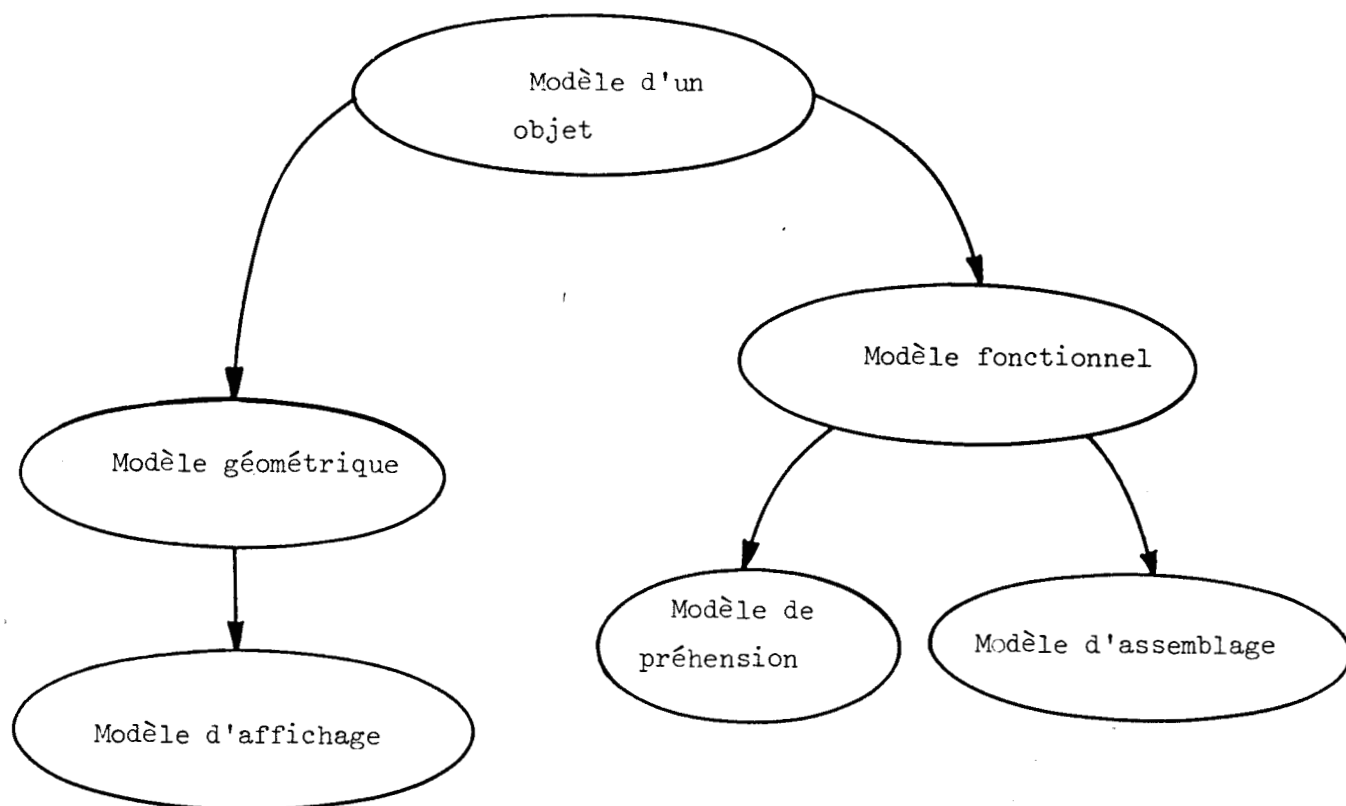 Modèle d'un
objet
Modèle fonctionnel
Modèle géométrique
Modèle de
préhension
Modèle d'assemblage
Modèle d'affichage